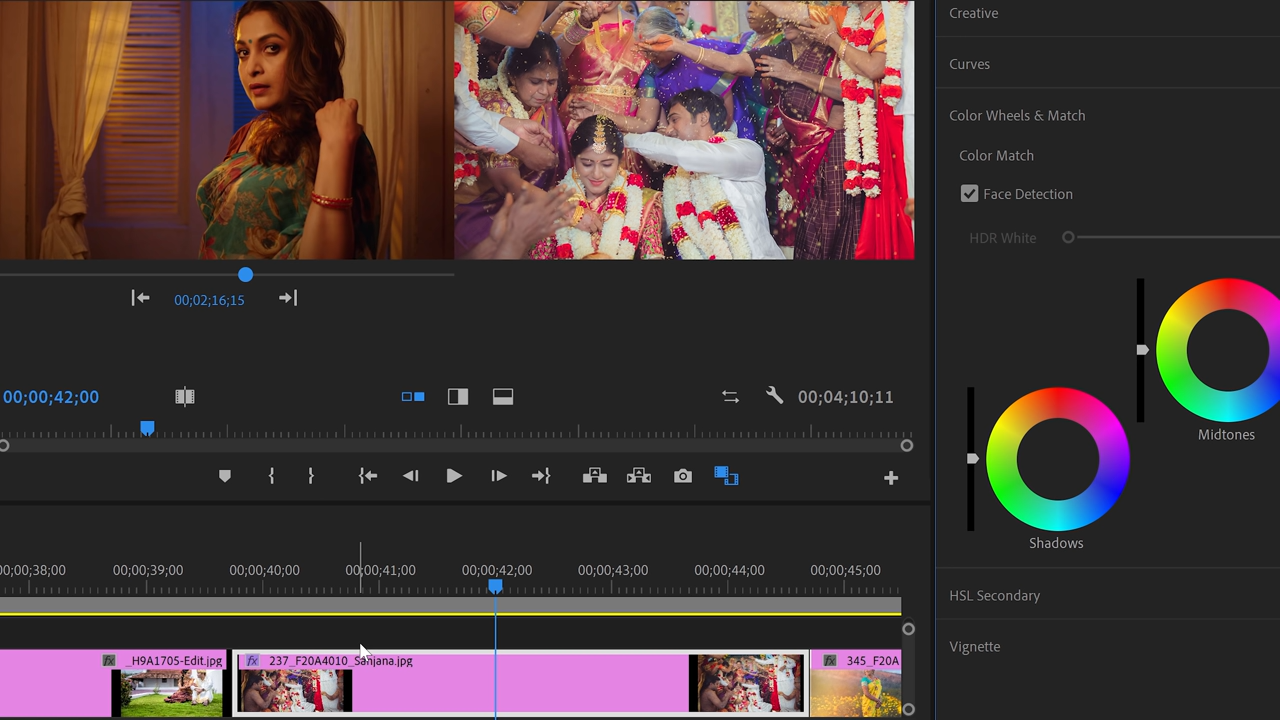 Creative
Curves
Color Wheels & Match
Color Match
Face Detection
HDR White
Midtones
Shadows
HSL Secondary
Vignette
00;02;16;15
00;00;42;00
00;04;10;11
00;00;38;00 00;00;39;00 00;00;40;00 00;00;41;00 00;00;42;00 00;00;43;00 00;00;44;00 00;00;45;00
fx _H9A1705-Edit.jpg fx 237_F20A4010_Sanjana.jpg fx 345_F20A